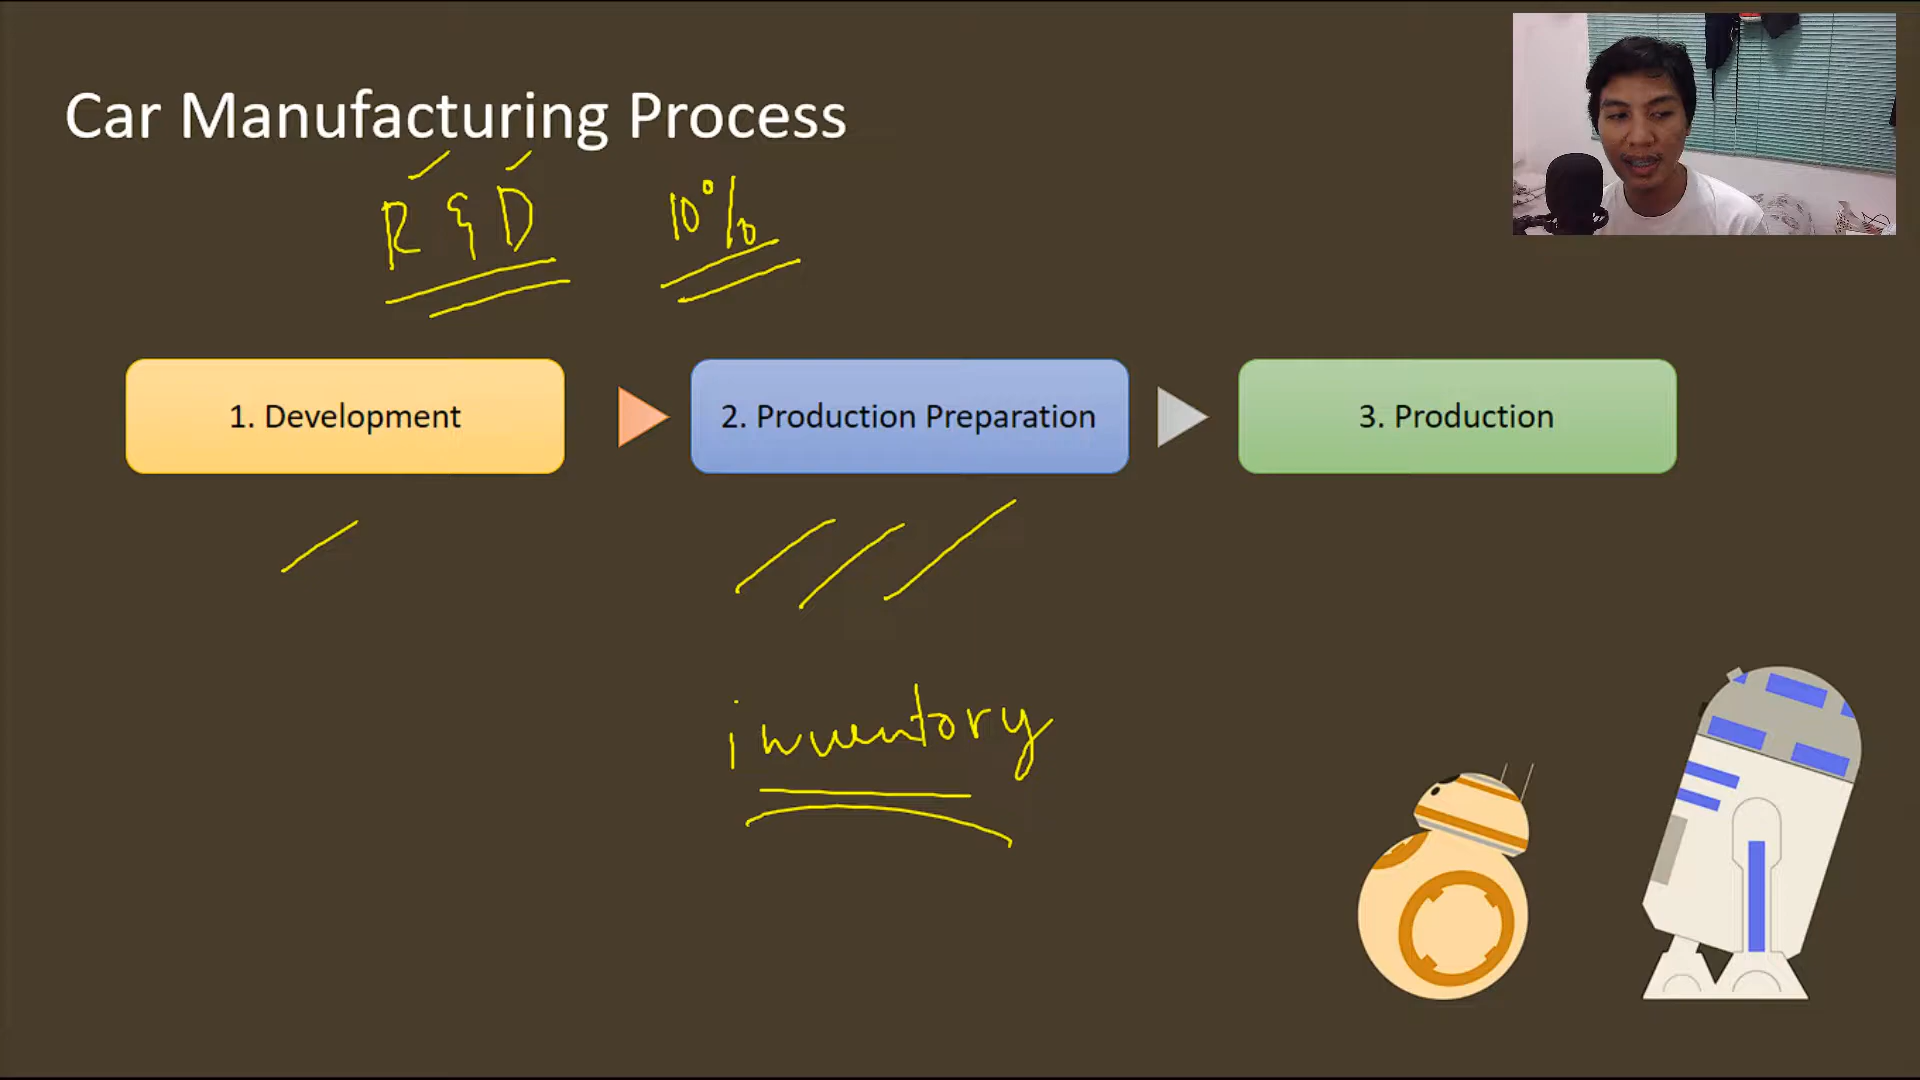 Car Manufacturing Process
R & D 10%
1. Development
2. Production Preparation
3. Production
inventory